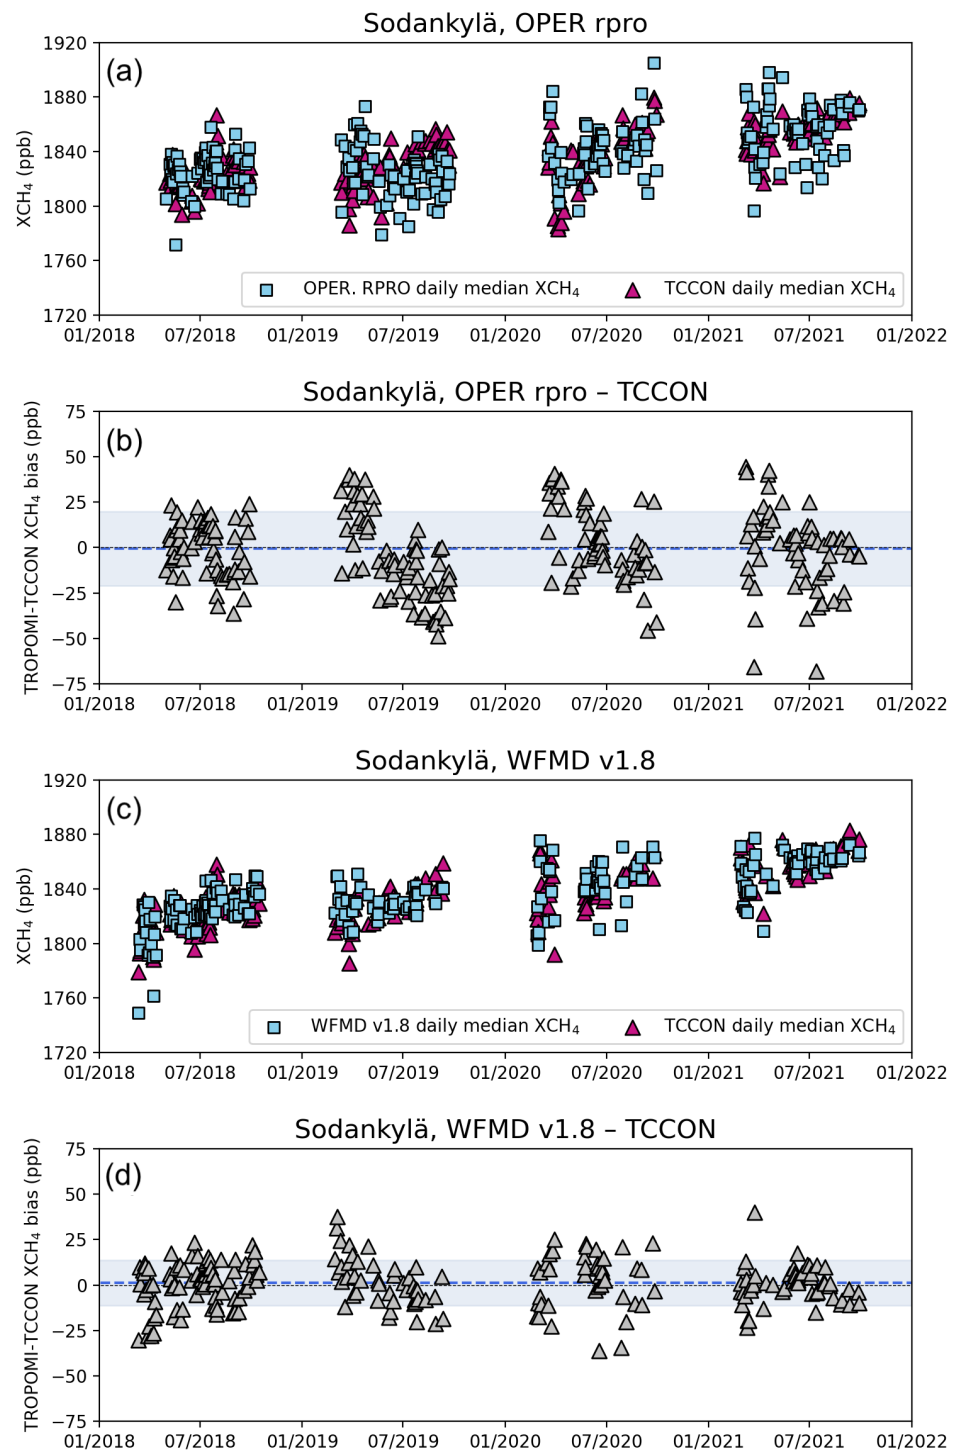 Sodankylä, OPER rpro
(a)
XCH₄ (ppb)
1920
1880
1840
1800
1760
1720
OPER. RPRO daily median XCH₄
TCCON daily median XCH₄
01/2018 07/2018 01/2019 07/2019 01/2020 07/2020 01/2021 07/2021 01/2022
Sodankylä, OPER rpro – TCCON
(b)
TROPOMI-TCCON XCH₄ bias (ppb)
75
50
25
0
−25
−50
−75
01/2018 07/2018 01/2019 07/2019 01/2020 07/2020 01/2021 07/2021 01/2022
Sodankylä, WFMD v1.8
(c)
XCH₄ (ppb)
1920
1880
1840
1800
1760
1720
WFMD v1.8 daily median XCH₄
TCCON daily median XCH₄
01/2018 07/2018 01/2019 07/2019 01/2020 07/2020 01/2021 07/2021 01/2022
Sodankylä, WFMD v1.8 – TCCON
(d)
TROPOMI-TCCON XCH₄ bias (ppb)
75
50
25
0
−25
−50
−75
01/2018 07/2018 01/2019 07/2019 01/2020 07/2020 01/2021 07/2021 01/2022